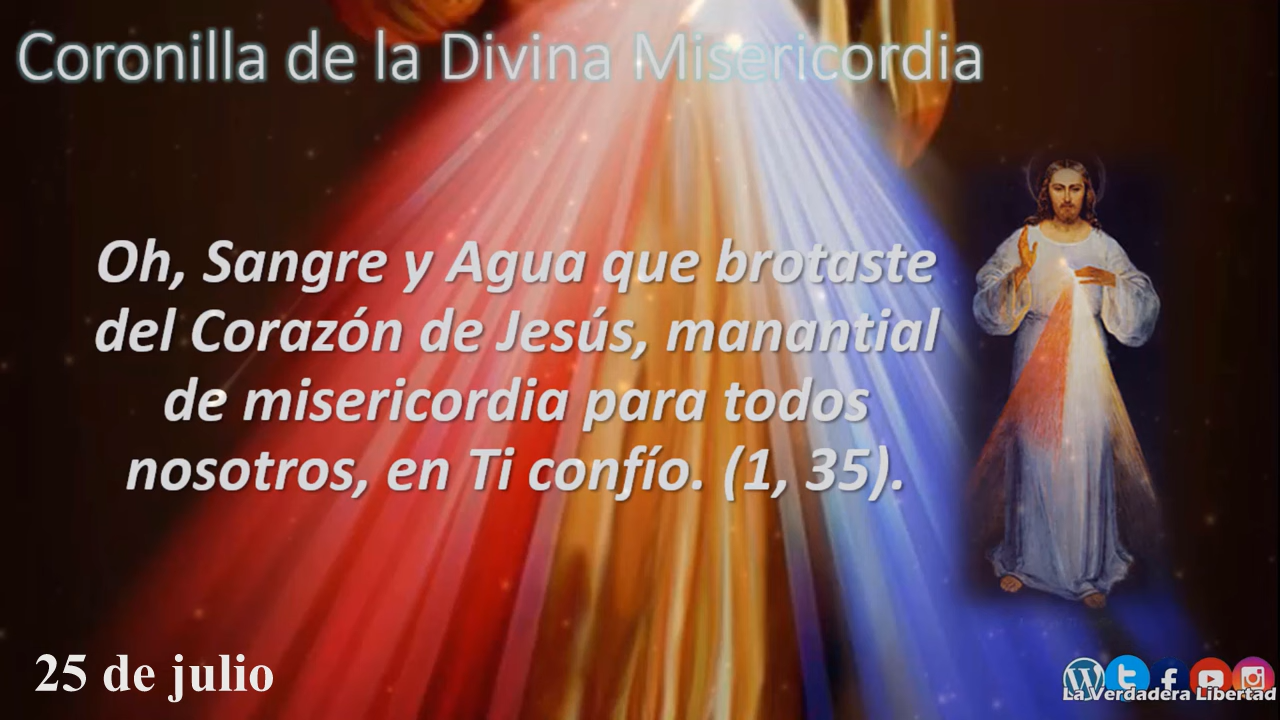 Coronilla de la Divina Misericordia
Oh, Sangre y Agua que brotaste
del Corazón de Jesús, manantial
de misericordia para todos
nosotros, en Ti confío. (1, 35).
25 de julio
La Verdadera Libertad